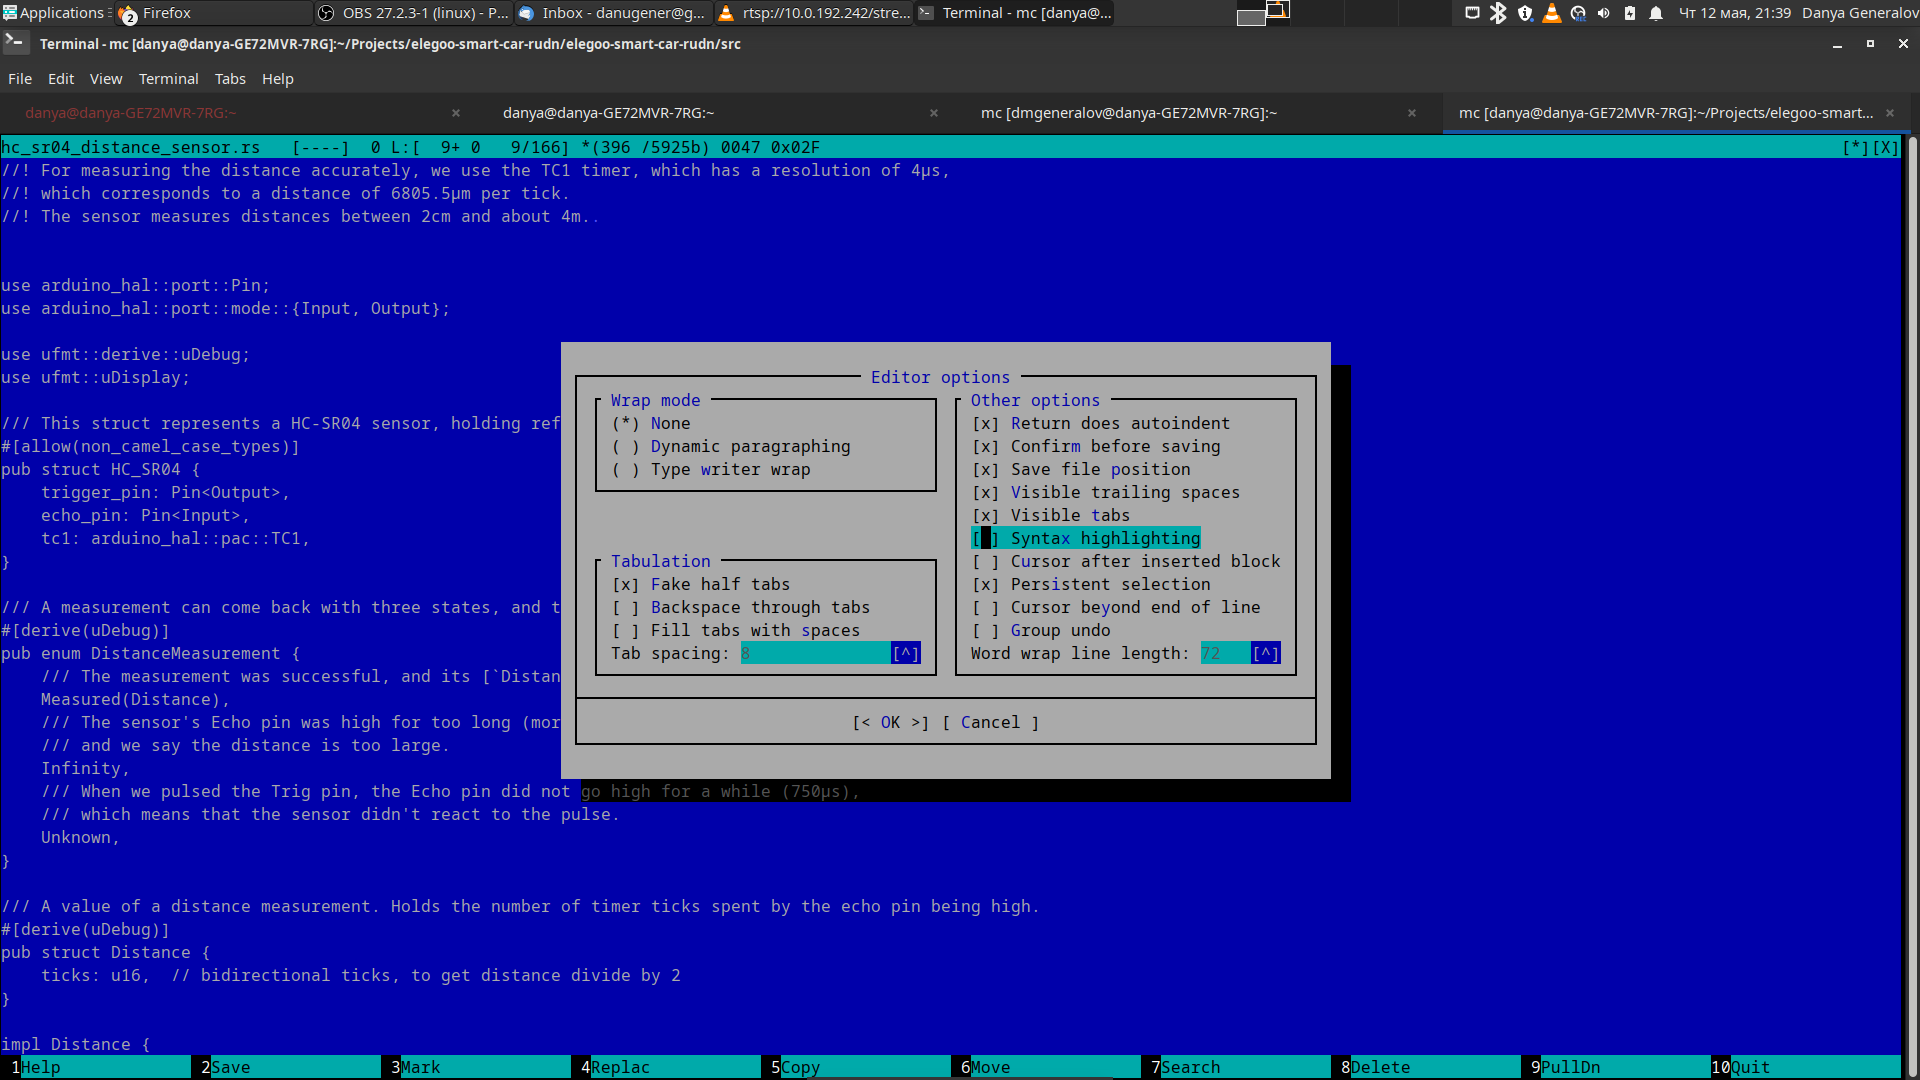 Applications
2 Firefox
OBS 27.2.3-1 (linux) - P...
Inbox - danugener@g...
rtsp://10.0.192.242/stre...
Terminal - mc [danya@...
Чт 12 мая, 21:39 Danya Generalov
Terminal - mc [danya@danya-GE72MVR-7RG]:~/Projects/elegoo-smart-car-rudn/elegoo-smart-car-rudn/src
File Edit View Terminal Tabs Help
danya@danya-GE72MVR-7RG:~ ×
danya@danya-GE72MVR-7RG:~ ×
mc [dmgeneralov@danya-GE72MVR-7RG]:~ ×
mc [danya@danya-GE72MVR-7RG]:~/Projects/elegoo-smart... ×
hc_sr04_distance_sensor.rs [----] 0 L:[ 9+ 0 9/166] *(396 /5925b) 0047 0x02F [*][X]
//! For measuring the distance accurately, we use the TC1 timer, which has a resolution of 4µs,
//! which corresponds to a distance of 6805.5µm per tick.
//! The sensor measures distances between 2cm and about 4m..
use arduino_hal::port::Pin;
use arduino_hal::port::mode::{Input, Output};
use ufmt::derive::uDebug;
use ufmt::uDisplay;
/// This struct represents a HC-SR04 sensor, holding ref
#[allow(non_camel_case_types)]
pub struct HC_SR04 {
    trigger_pin: Pin<Output>,
    echo_pin: Pin<Input>,
    tc1: arduino_hal::pac::TC1,
}
/// A measurement can come back with three states, and t
#[derive(uDebug)]
pub enum DistanceMeasurement {
    /// The measurement was successful, and its [`Distan
    Measured(Distance),
    /// The sensor's Echo pin was high for too long (mor
    /// and we say the distance is too large.
    Infinity,
    /// When we pulsed the Trig pin, the Echo pin did not go high for a while (750µs),
    /// which means that the sensor didn't react to the pulse.
    Unknown,
}
/// A value of a distance measurement. Holds the number of timer ticks spent by the echo pin being high.
#[derive(uDebug)]
pub struct Distance {
    ticks: u16,  // bidirectional ticks, to get distance divide by 2
}
impl Distance {
Editor options
Wrap mode
(*) None
( ) Dynamic paragraphing
( ) Type writer wrap
Tabulation
[x] Fake half tabs
[ ] Backspace through tabs
[ ] Fill tabs with spaces
Tab spacing: 8 [^]
Other options
[x] Return does autoindent
[x] Confirm before saving
[x] Save file position
[x] Visible trailing spaces
[x] Visible tabs
[ ] Syntax highlighting
[ ] Cursor after inserted block
[x] Persistent selection
[ ] Cursor beyond end of line
[ ] Group undo
Word wrap line length: 72 [^]
[< OK >] [ Cancel ]
1Help 2Save 3Mark 4Replac 5Copy 6Move 7Search 8Delete 9PullDn 10Quit